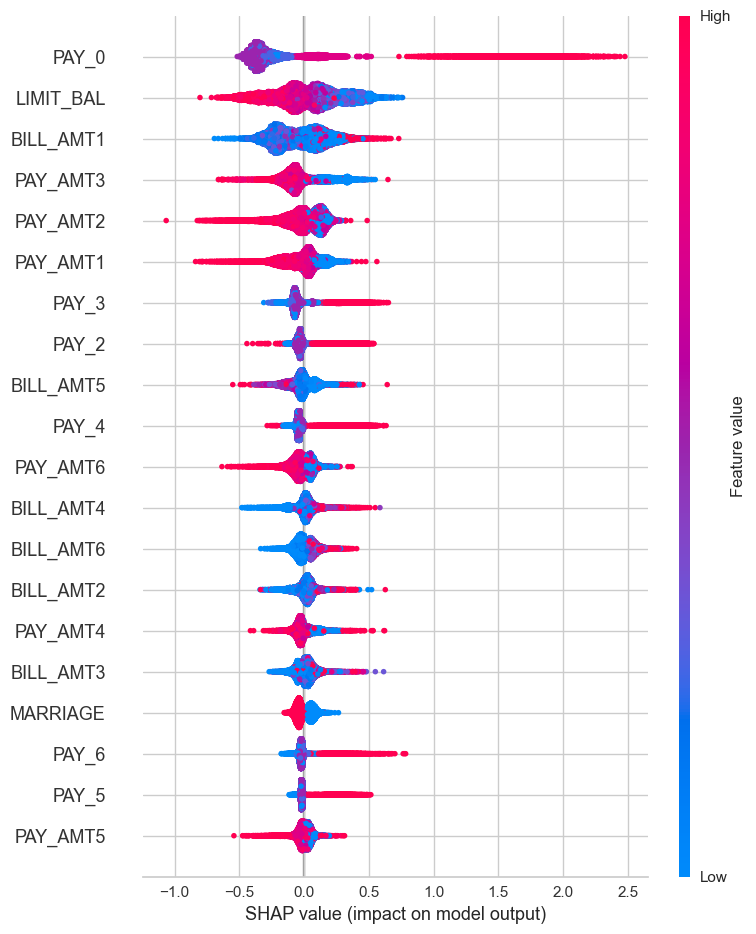 High
PAY_0
LIMIT_BAL
BILL_AMT1
PAY_AMT3
PAY_AMT2
PAY_AMT1
PAY_3
PAY_2
BILL_AMT5
PAY_4
PAY_AMT6
BILL_AMT4
BILL_AMT6
BILL_AMT2
PAY_AMT4
BILL_AMT3
MARRIAGE
PAY_6
PAY_5
PAY_AMT5
Feature value
Low
−1.0 −0.5 0.0 0.5 1.0 1.5 2.0 2.5
SHAP value (impact on model output)